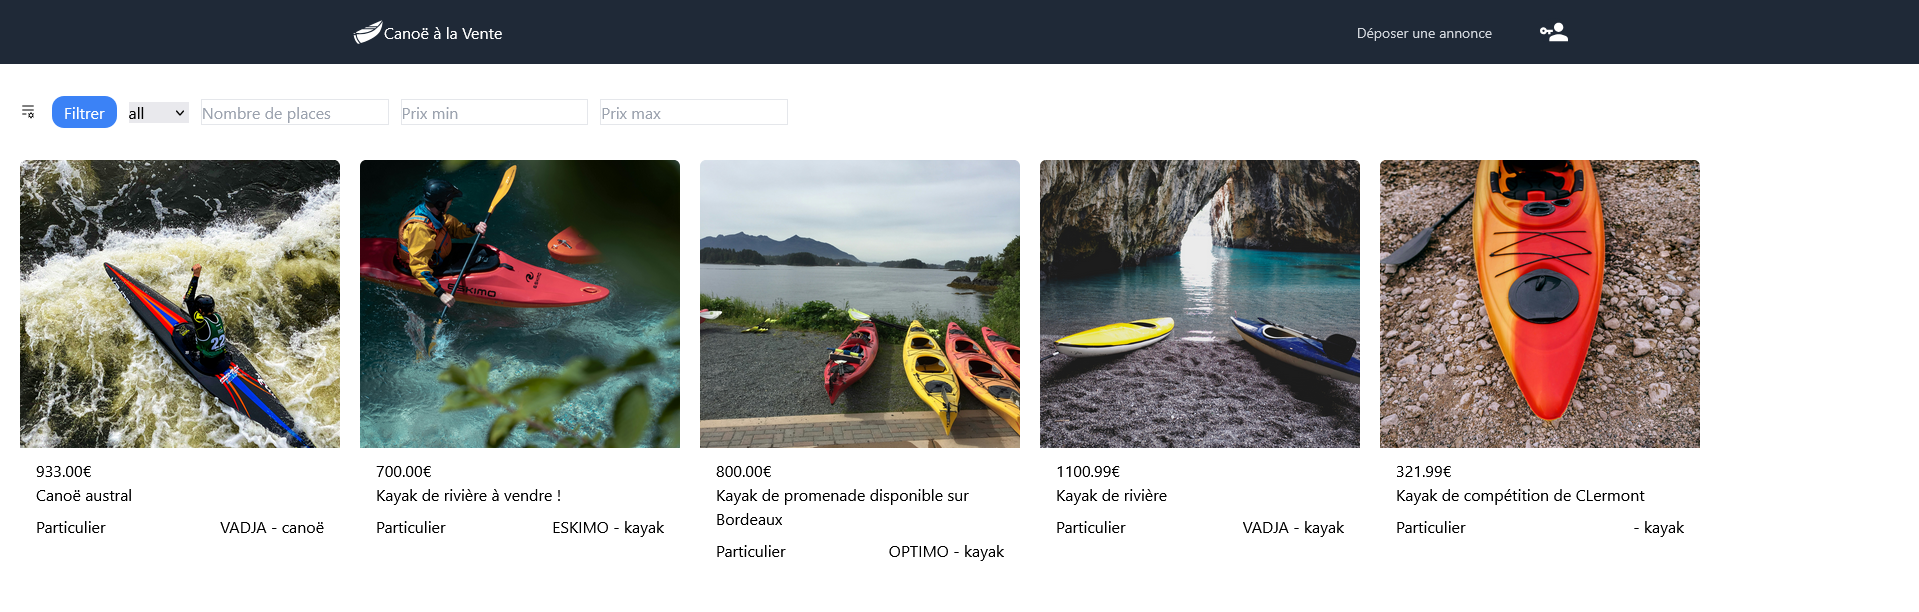 Canoë à la Vente
Déposer une annonce
Filtrer
all
Nombre de places
Prix min
Prix max
933.00€
Canoë austral
Particulier
VADJA - canoë
22
ESKIMO
700.00€
Kayak de rivière à vendre !
Particulier
ESKIMO - kayak
800.00€
Kayak de promenade disponible sur
Bordeaux
Particulier
OPTIMO - kayak
1100.99€
Kayak de rivière
Particulier
VADJA - kayak
321.99€
Kayak de compétition de CLermont
Particulier
- kayak